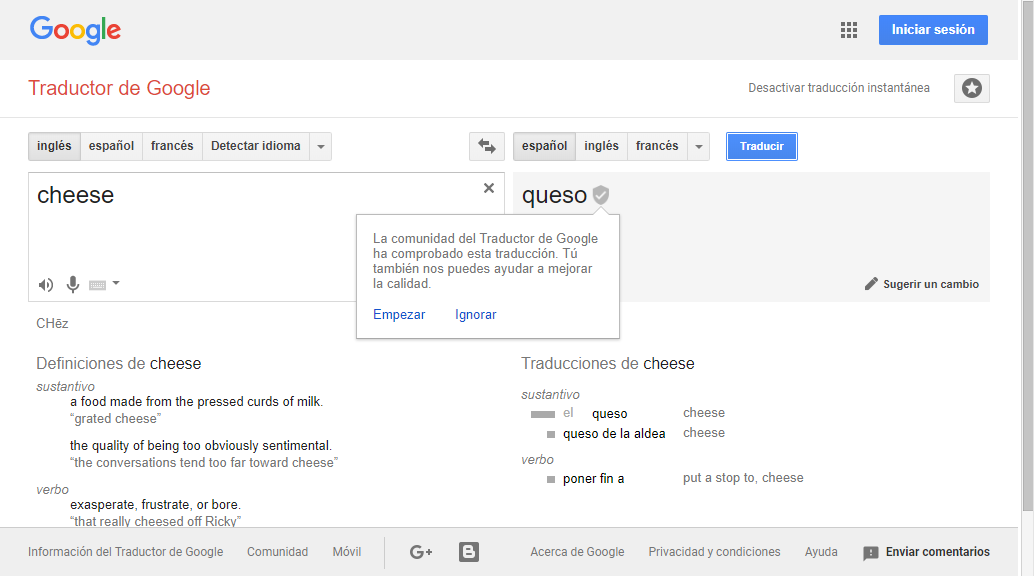 Google
Iniciar sesión
Traductor de Google
Desactivar traducción instantánea
inglés español francés Detectar idioma
español inglés francés Traducir
cheese
queso
La comunidad del Traductor de Google
ha comprobado esta traducción. Tú
también nos puedes ayudar a mejorar
la calidad.
Empezar Ignorar
Sugerir un cambio
CHēz
Definiciones de cheese
sustantivo
a food made from the pressed curds of milk.
“grated cheese”
the quality of being too obviously sentimental.
“the conversations tend too far toward cheese”
verbo
exasperate, frustrate, or bore.
“that really cheesed off Ricky”
Traducciones de cheese
sustantivo
el queso cheese
queso de la aldea cheese
verbo
poner fin a put a stop to, cheese
Información del Traductor de Google Comunidad Móvil G+ B Acerca de Google Privacidad y condiciones Ayuda Enviar comentarios